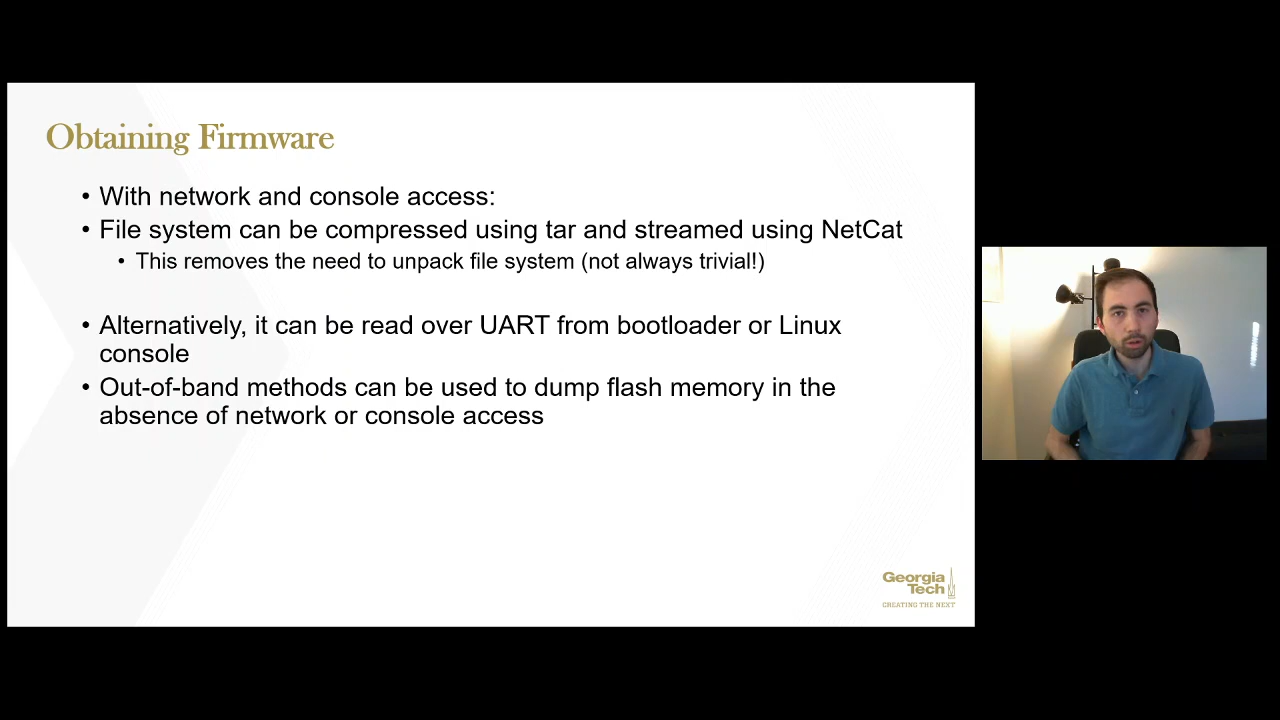 Obtaining Firmware
• With network and console access:
• File system can be compressed using tar and streamed using NetCat
• This removes the need to unpack file system (not always trivial!)
• Alternatively, it can be read over UART from bootloader or Linux
console
• Out-of-band methods can be used to dump flash memory in the
absence of network or console access
Georgia
Tech
CREATING THE NEXT